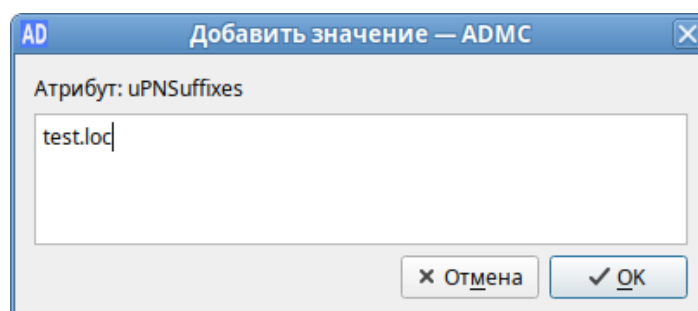 AD Добавить значение — ADMC
Атрибут: uPNSuffixes
test.loc
Отмена OK